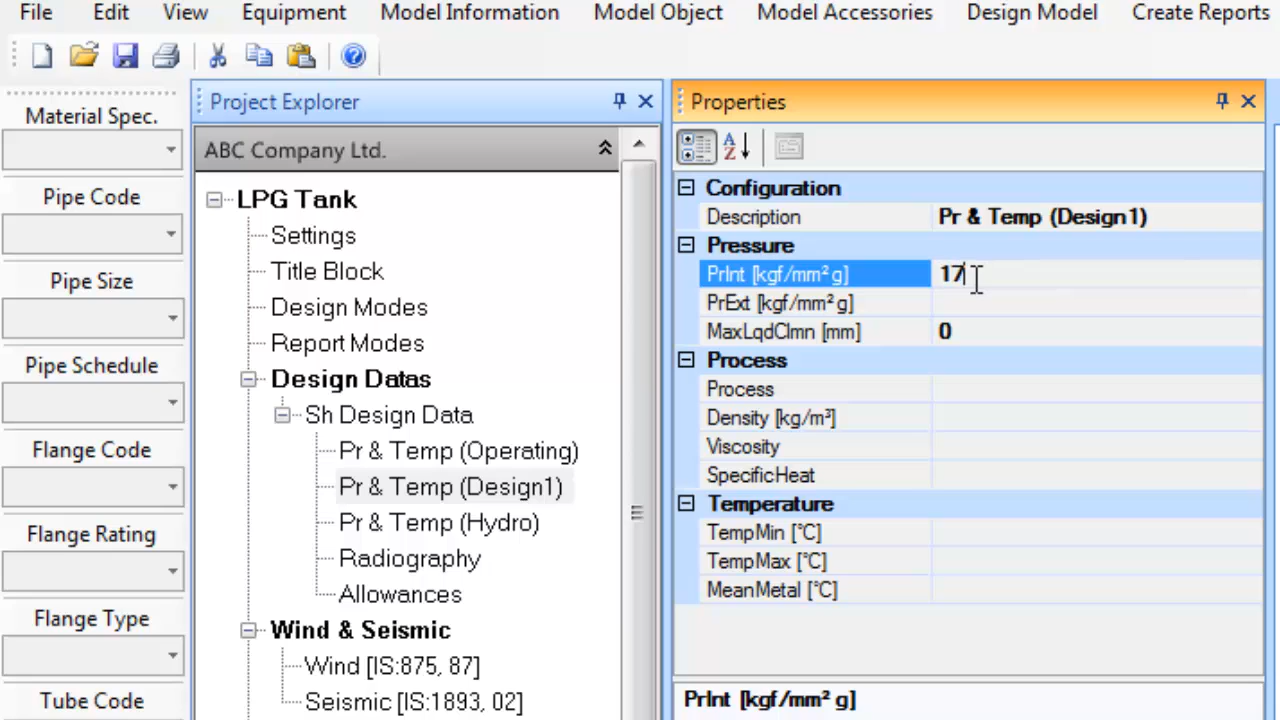 File Edit View Equipment Model Information Model Object Model Accessories Design Model Create Reports
Material Spec.
Pipe Code
Pipe Size
Pipe Schedule
Flange Code
Flange Rating
Flange Type
Tube Code
Project Explorer
ABC Company Ltd.
LPG Tank
Settings
Title Block
Design Modes
Report Modes
Design Datas
Sh Design Data
Pr & Temp (Operating)
Pr & Temp (Design1)
Pr & Temp (Hydro)
Radiography
Allowances
Wind & Seismic
Wind [IS:875, 87]
Seismic [IS:1893, 02]
Properties
Configuration
Description Pr & Temp (Design1)
Pressure
PrInt [kgf/mm² g] 17
PrExt [kgf/mm² g]
MaxLqdClmn [mm] 0
Process
Process
Density [kg/m³]
Viscosity
SpecificHeat
Temperature
TempMin [°C]
TempMax [°C]
MeanMetal [°C]
PrInt [kgf/mm² g]